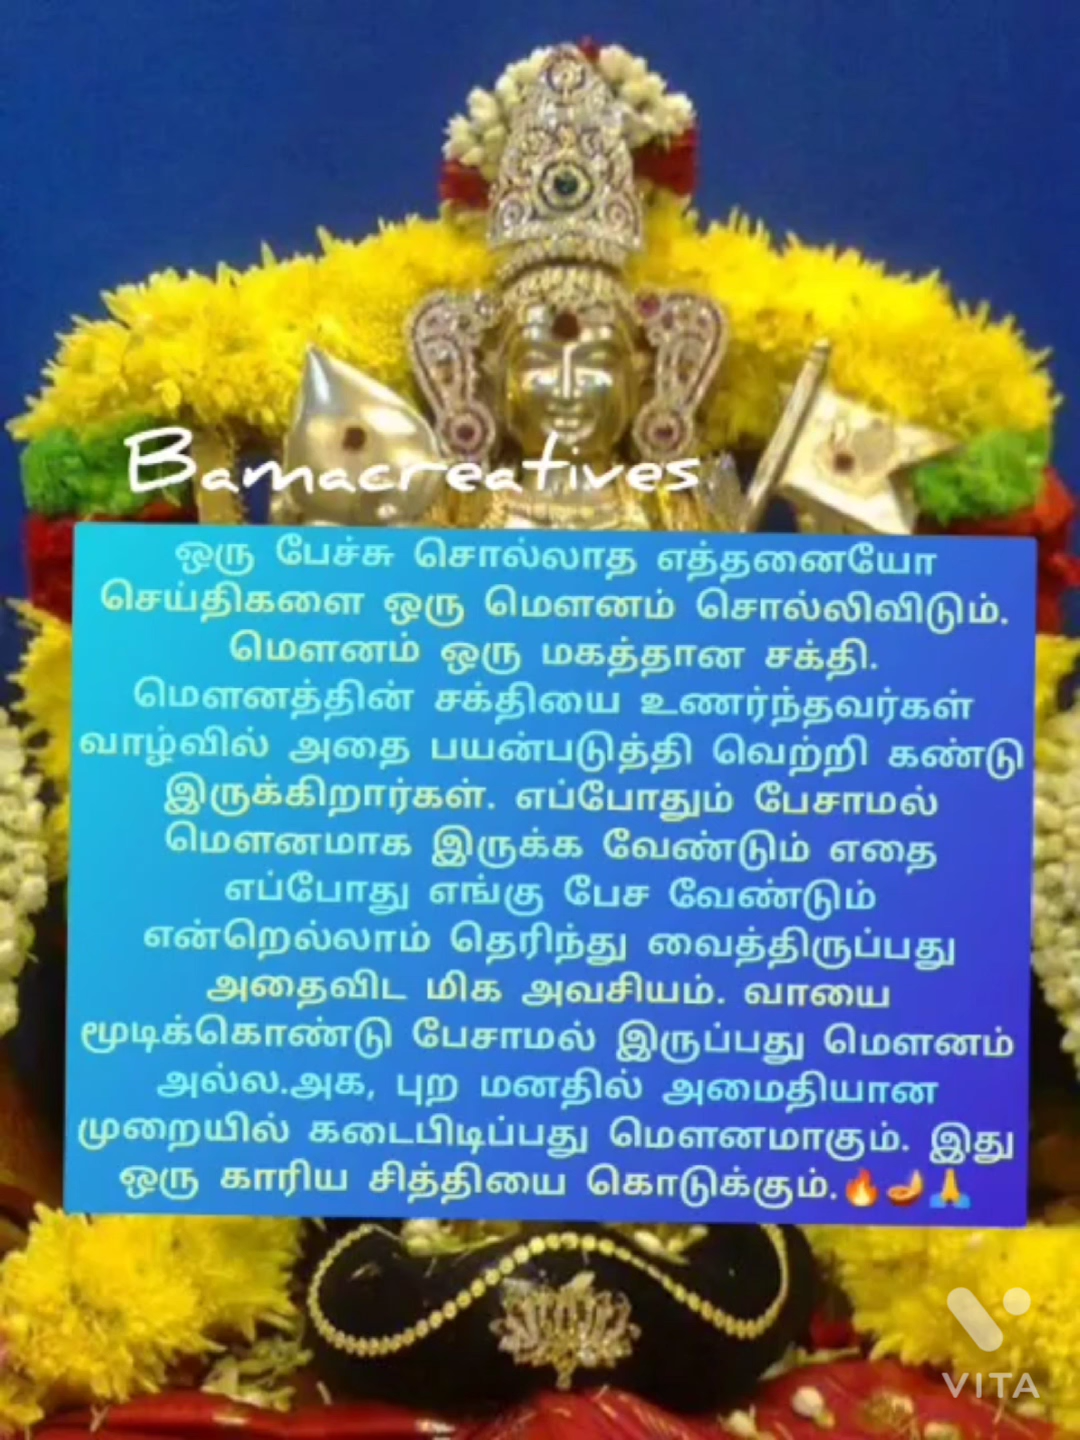 Bamacreatives
ஒரு பேச்சு சொல்லாத எத்தனையோ
செய்திகளை ஒரு மௌனம் சொல்லிவிடும்.
மௌனம் ஒரு மகத்தான சக்தி.
மௌனத்தின் சக்தியை உணர்ந்தவர்கள்
வாழ்வில் அதை பயன்படுத்தி வெற்றி கண்டு
இருக்கிறார்கள். எப்போதும் பேசாமல்
மௌனமாக இருக்க வேண்டும் எதை
எப்போது எங்கு பேச வேண்டும்
என்றெல்லாம் தெரிந்து வைத்திருப்பது
அதைவிட மிக அவசியம். வாயை
மூடிக்கொண்டு பேசாமல் இருப்பது மௌனம்
அல்ல.அக, புற மனதில் அமைதியான
முறையில் கடைபிடிப்பது மௌனமாகும். இது
ஒரு காரிய சித்தியை கொடுக்கும்.🔥🪔🙏
VITA